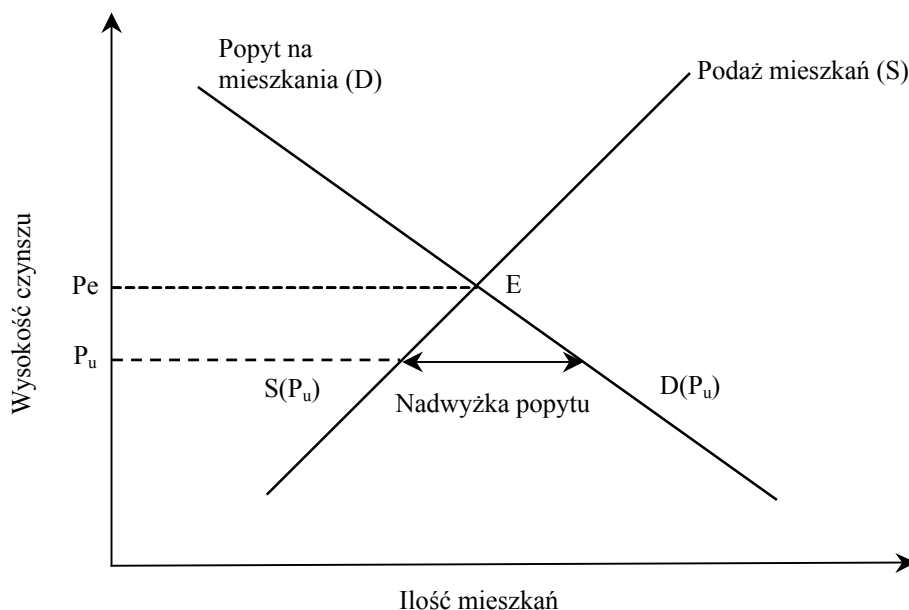 Popyt na
mieszkania (D)
Podaż mieszkań (S)
Wysokość czynszu
Pe
E
Pu
S(Pu)
D(Pu)
Nadwyżka popytu
Ilość mieszkań